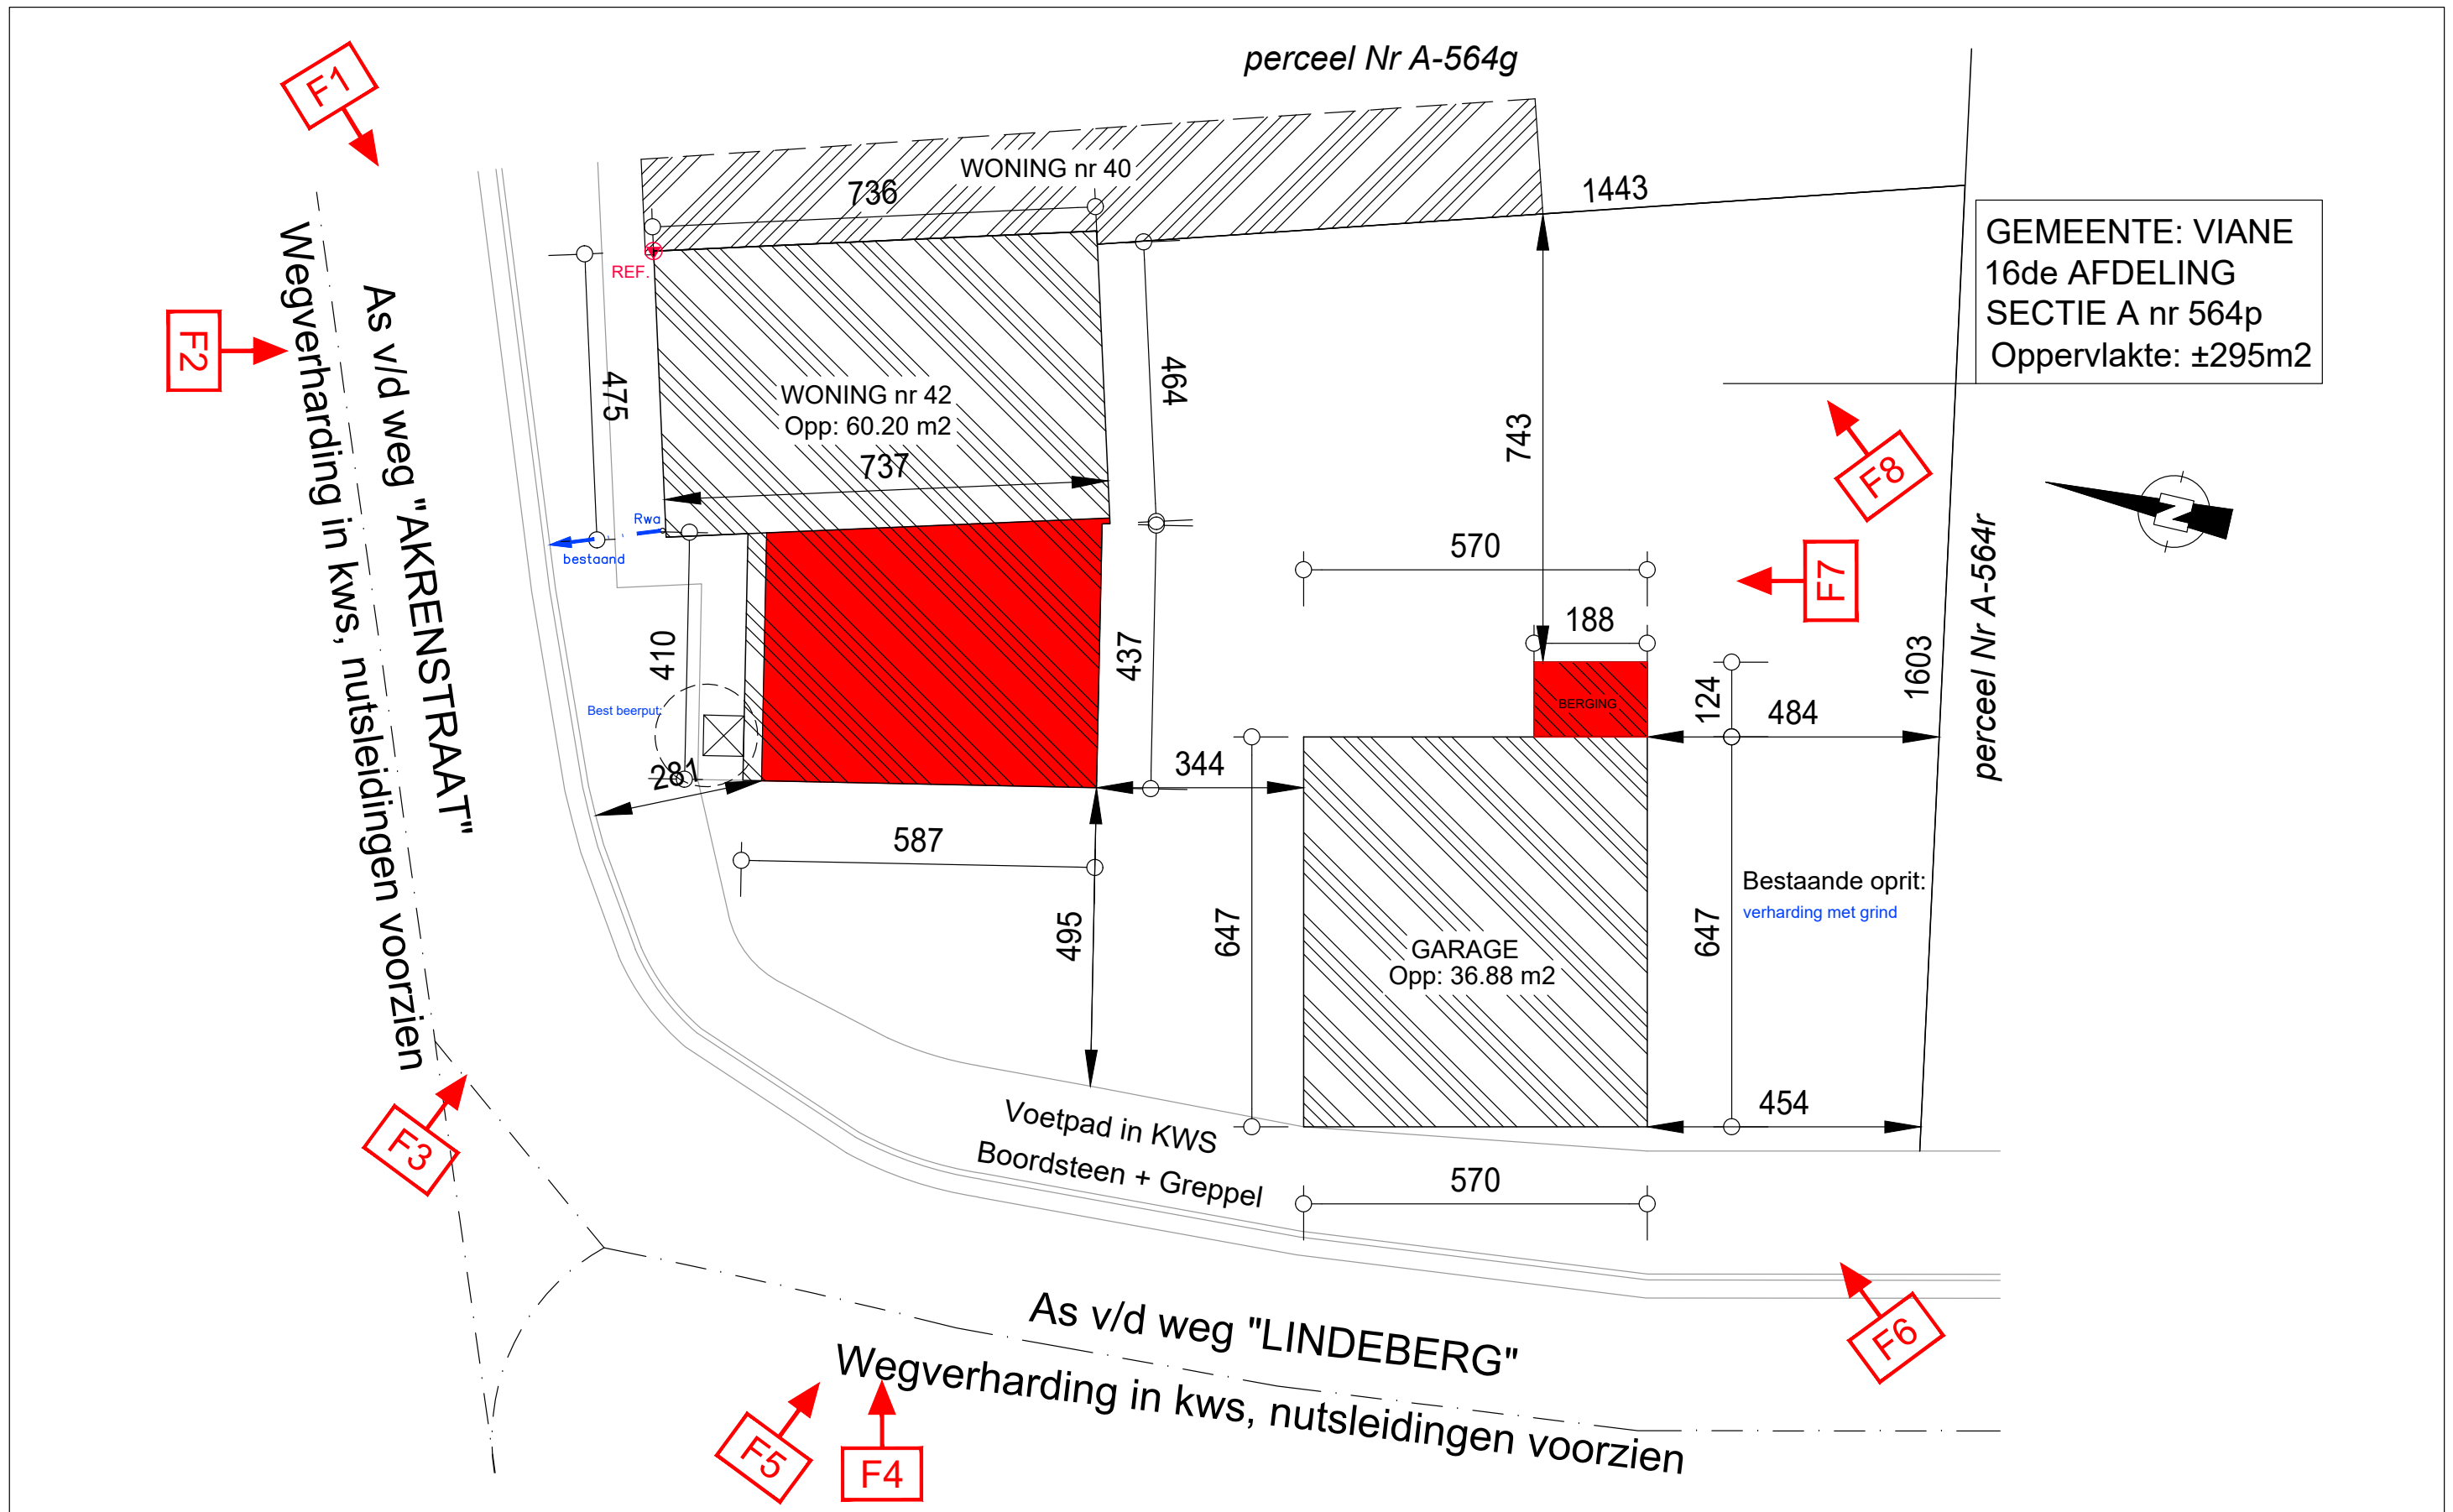 perceel Nr A-564g
F1
WONING nr 40
736
1443
GEMEENTE: VIANE
16de AFDELING
SECTIE A nr 564p
Oppervlakte: ±295m2
REF.
F2
As v/d weg "AKRENSTRAAT"
Wegverharding in kws, nutsleidingen voorzien
475
WONING nr 42
Opp: 60.20 m2
737
464
743
F8
N
Rwa
bestaand
570
F7
perceel Nr A-564r
188
410
437
1603
Best beerput:
BERGING
124
484
281
344
587
495
647
647
Bestaande oprit:
verharding met grind
GARAGE
Opp: 36.88 m2
454
Voetpad in KWS
Boordsteen + Greppel
570
F3
As v/d weg "LINDEBERG"
Wegverharding in kws, nutsleidingen voorzien
F6
F5
F4